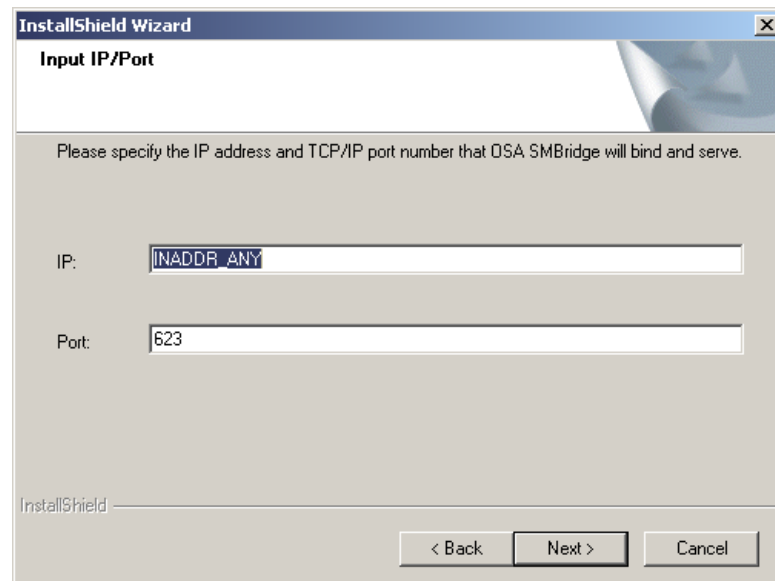 InstallShield Wizard
Input IP/Port
Please specify the IP address and TCP/IP port number that OSA SMBridge will bind and serve.
IP:
INADDR_ANY
Port:
623
InstallShield
< Back
Next >
Cancel